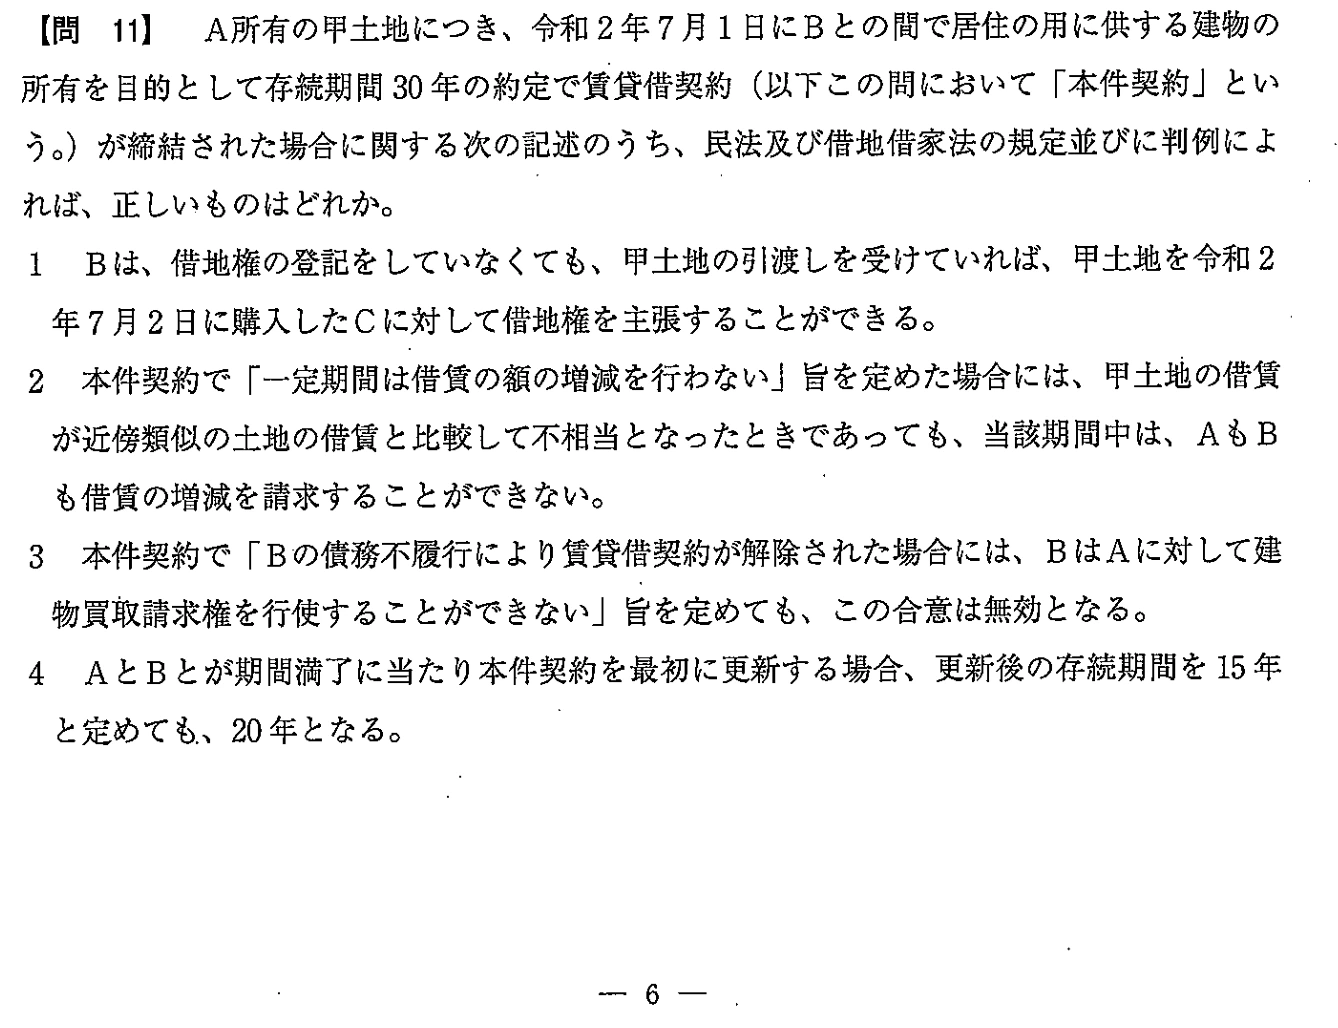 【問 11】 A所有の甲土地につき、令和2年7月1日にBとの間で居住の用に供する建物の
所有を目的として存続期間30年の約定で賃貸借契約（以下この問において「本件契約」とい
う。）が締結された場合に関する次の記述のうち、民法及び借地借家法の規定並びに判例によ
れば、正しいものはどれか。
1 Bは、借地権の登記をしていなくても、甲土地の引渡しを受けていれば、甲土地を令和2
年7月2日に購入したCに対して借地権を主張することができる。
2 本件契約で「一定期間は借賃の額の増減を行わない」旨を定めた場合には、甲土地の借賃
が近傍類似の土地の借賃と比較して不相当となったときであっても、当該期間中は、AもB
も借賃の増減を請求することができない。
3 本件契約で「Bの債務不履行により賃貸借契約が解除された場合には、BはAに対して建
物買取請求権を行使することができない」旨を定めても、この合意は無効となる。
4 AとBとが期間満了に当たり本件契約を最初に更新する場合、更新後の存続期間を15年
と定めても、20年となる。
― 6 ―